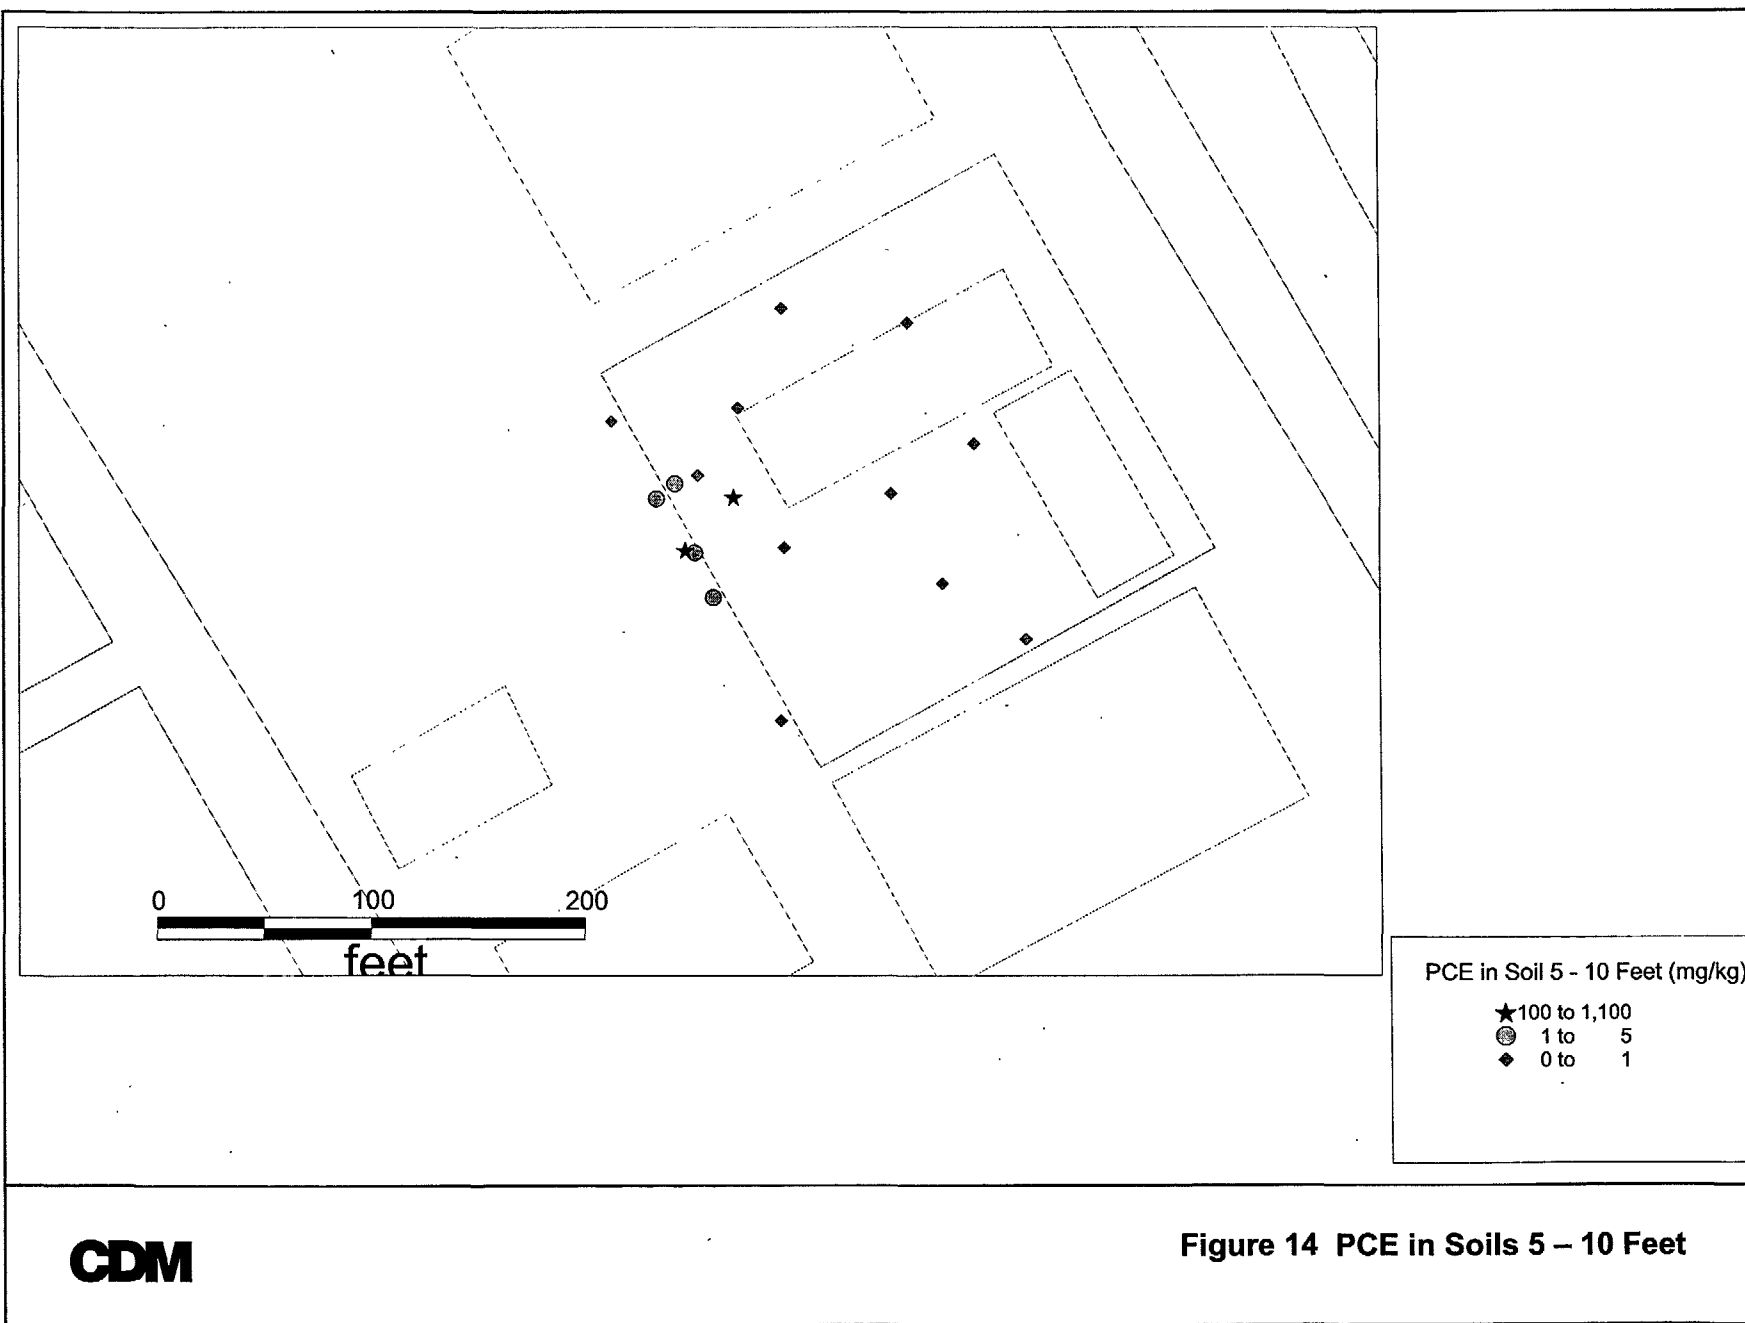 0 100 200
feet
PCE in Soil 5 - 10 Feet (mg/kg)
100 to 1,100
1 to 5
0 to 1
CDM
Figure 14 PCE in Soils 5 – 10 Feet